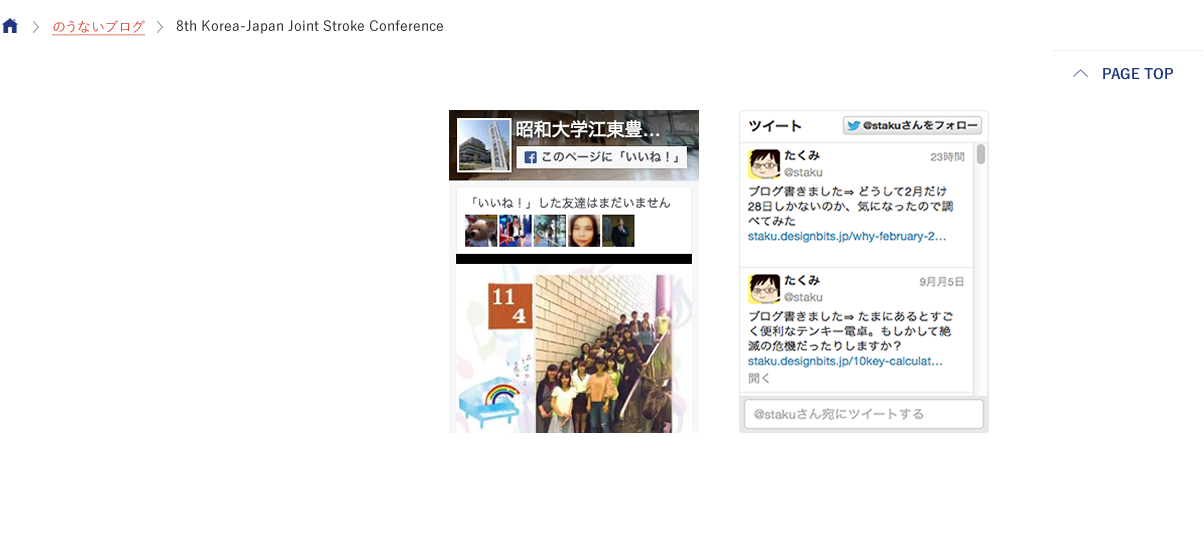 のうないブログ 8th Korea-Japan Joint Stroke Conference
PAGE TOP
昭和大学江東豊...
このページに「いいね！」
「いいね！」した友達はまだいません
11
4
ツイート @stakuさんをフォロー
たくみ 23時間
@staku
ブログ書きました⇒ どうして2月だけ
28日しかないのか、気になったので調
べてみた
staku.designbits.jp/why-february-2...
たくみ 9月月5日
@staku
ブログ書きました⇒ たまにあるとすご
く便利なテンキー電卓。もしかして絶
滅の危機だったりしますか？
staku.designbits.jp/10key-calculat...
開く
@stakuさん宛にツイートする